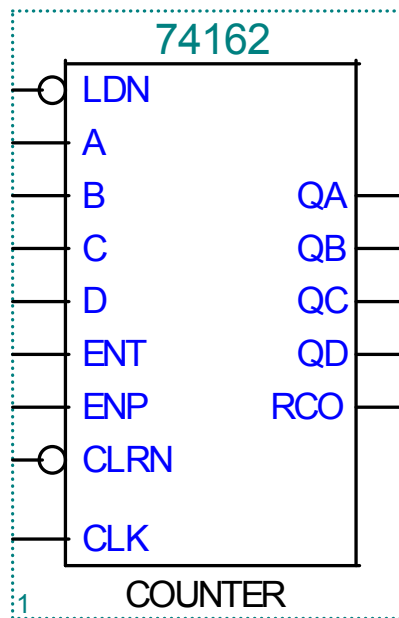 74162
LDN
A
B QA
C QB
D QC
ENT QD
ENP RCO
CLRN
CLK
1 COUNTER